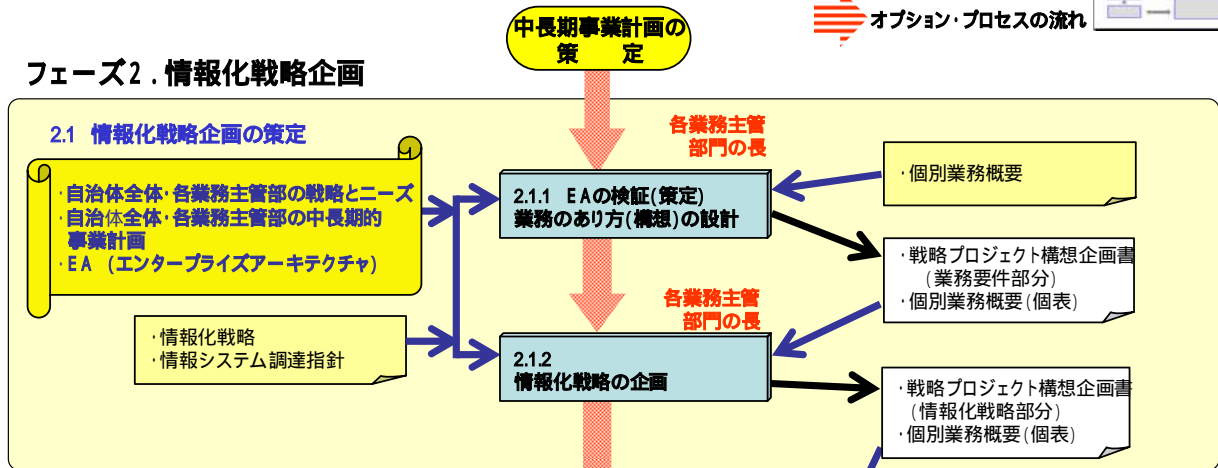 中長期事業計画の
策 定
オプション・プロセスの流れ
フェーズ2.情報化戦略企画
2.1 情報化戦略企画の策定
・自治体全体・各業務主管部の戦略とニーズ
・自治体全体・各業務主管部の中長期的
事業計画
・EA (エンタープライズアーキテクチャ)
・情報化戦略
・情報システム調達指針
各業務主管
部門の長
2.1.1 EAの検証(策定)
業務のあり方(構想)の設計
・個別業務概要
・戦略プロジェクト構想企画書
(業務要件部分)
・個別業務概要(個表)
各業務主管
部門の長
2.1.2
情報化戦略の企画
・戦略プロジェクト構想企画書
(情報化戦略部分)
・個別業務概要(個表)